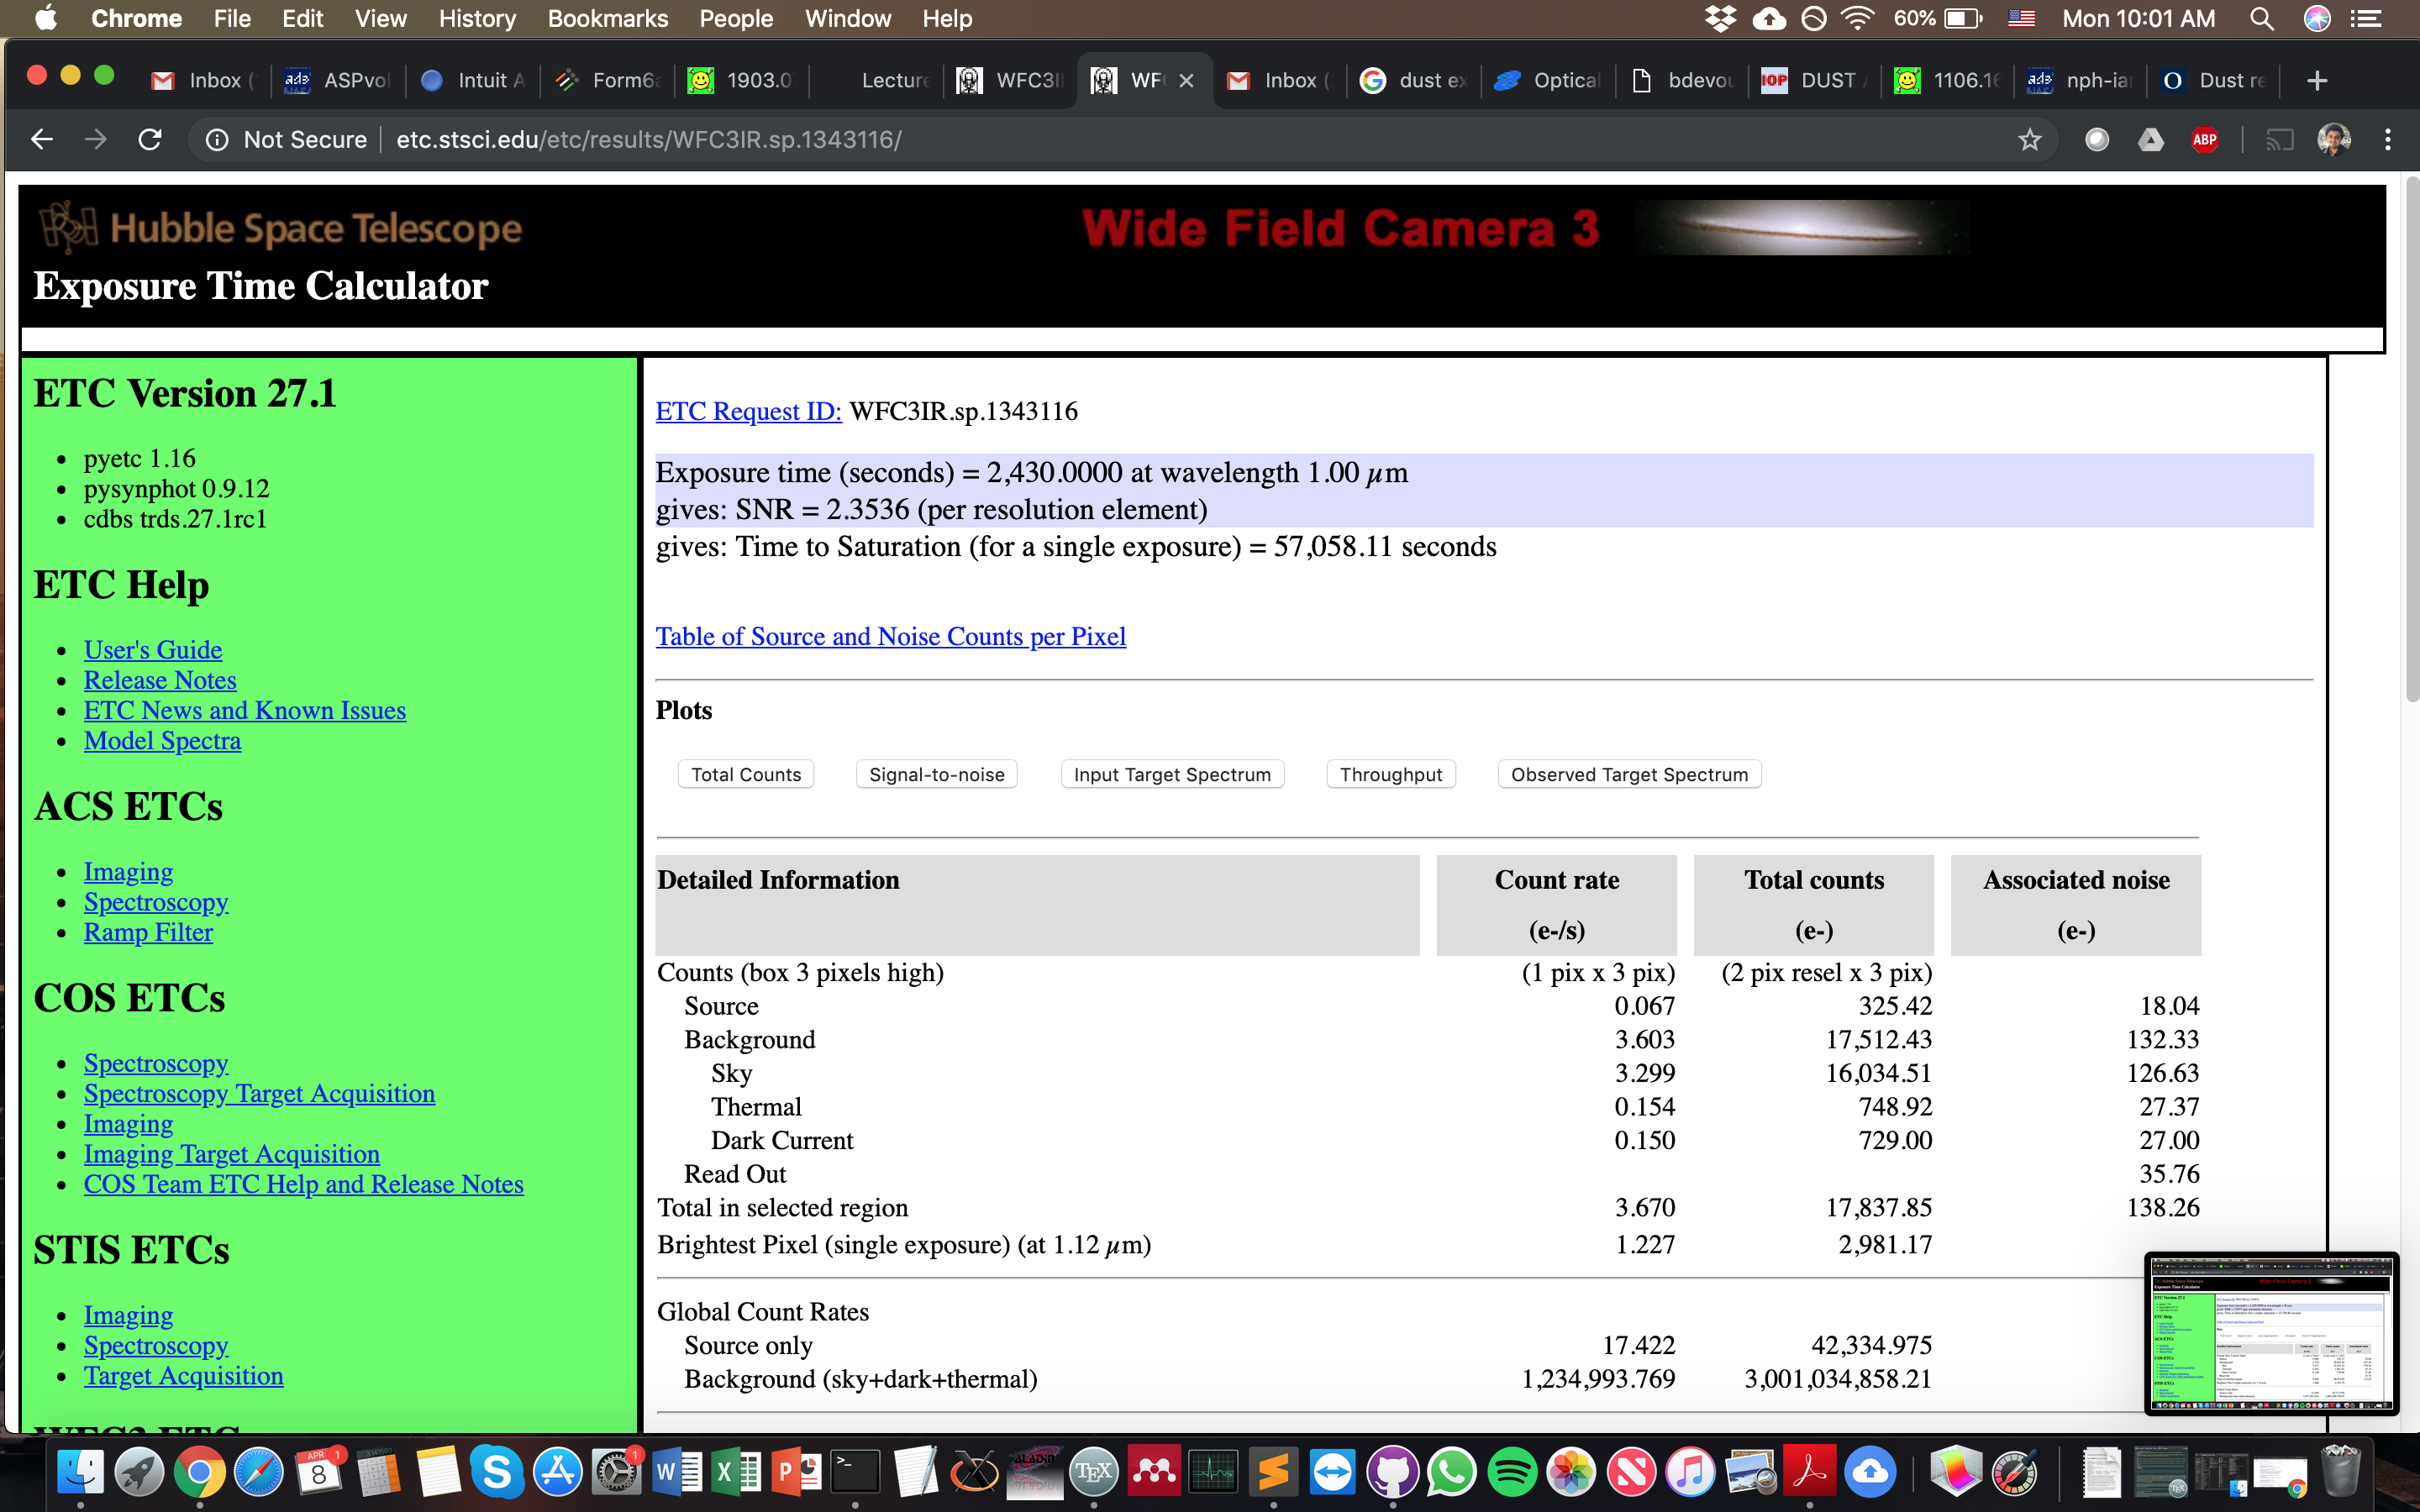 Chrome File Edit View History Bookmarks People Window Help 60% Mon 10:01 AM
Inbox ( ASPvol Intuit A Form6 1903.0 Lecture WFC3I WF Inbox ( dust ex Optical bdevou IOP DUST 1106.16 ads nph-ia Dust re
Not Secure etc.stsci.edu/etc/results/WFC3IR.sp.1343116/ ABP
Hubble Space Telescope Wide Field Camera 3
Exposure Time Calculator
ETC Version 27.1
• pyetc 1.16
• pysynphot 0.9.12
• cdbs trds.27.1rc1
ETC Help
• User's Guide
• Release Notes
• ETC News and Known Issues
• Model Spectra
ACS ETCs
• Imaging
• Spectroscopy
• Ramp Filter
COS ETCs
• Spectroscopy
• Spectroscopy Target Acquisition
• Imaging
• Imaging Target Acquisition
• COS Team ETC Help and Release Notes
STIS ETCs
• Imaging
• Spectroscopy
• Target Acquisition
WFC3 ETC
ETC Request ID: WFC3IR.sp.1343116
Exposure time (seconds) = 2,430.0000 at wavelength 1.00 μm
gives: SNR = 2.3536 (per resolution element)
gives: Time to Saturation (for a single exposure) = 57,058.11 seconds
Table of Source and Noise Counts per Pixel
Plots
Total Counts Signal-to-noise Input Target Spectrum Throughput Observed Target Spectrum
Detailed Information Count rate Total counts Associated noise
(e-/s) (e-) (e-)
Counts (box 3 pixels high) (1 pix x 3 pix) (2 pix resel x 3 pix)
Source 0.067 325.42 18.04
Background 3.603 17,512.43 132.33
Sky 3.299 16,034.51 126.63
Thermal 0.154 748.92 27.37
Dark Current 0.150 729.00 27.00
Read Out 35.76
Total in selected region 3.670 17,837.85 138.26
Brightest Pixel (single exposure) (at 1.12 μm) 1.227 2,981.17
Global Count Rates
Source only 17.422 42,334.975
Background (sky+dark+thermal) 1,234,993.769 3,001,034,858.21
APR 8 1 1 TEX